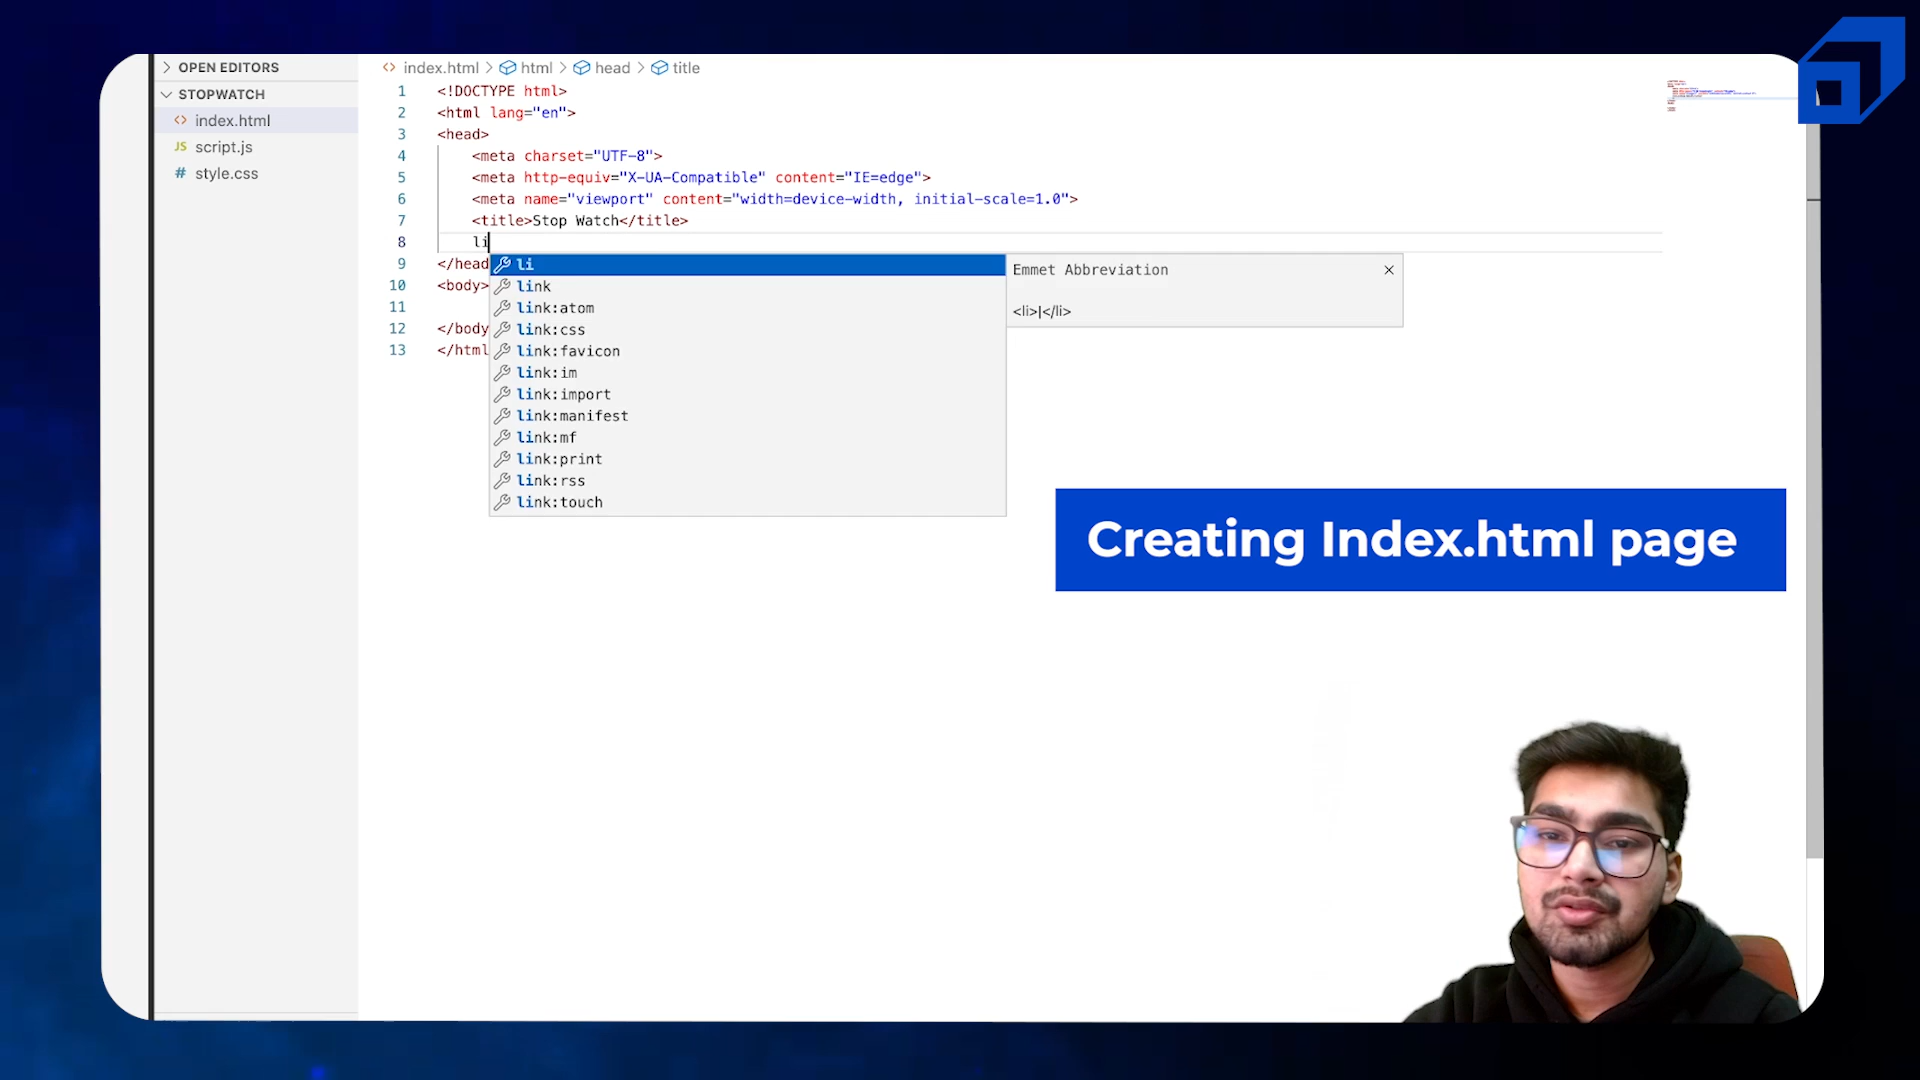 OPEN EDITORS
STOPWATCH
index.html
script.js
style.css
index.html > html > head > title
1 <!DOCTYPE html>
2 <html lang="en">
3 <head>
4 <meta charset="UTF-8">
5 <meta http-equiv="X-UA-Compatible" content="IE=edge">
6 <meta name="viewport" content="width=device-width, initial-scale=1.0">
7 <title>Stop Watch</title>
8 li
9 </head
10 <body>
11
12 </body
13 </html
li
link
link:atom
link:css
link:favicon
link:im
link:import
link:manifest
link:mf
link:print
link:rss
link:touch
Emmet Abbreviation
<li>|</li>
Creating Index.html page